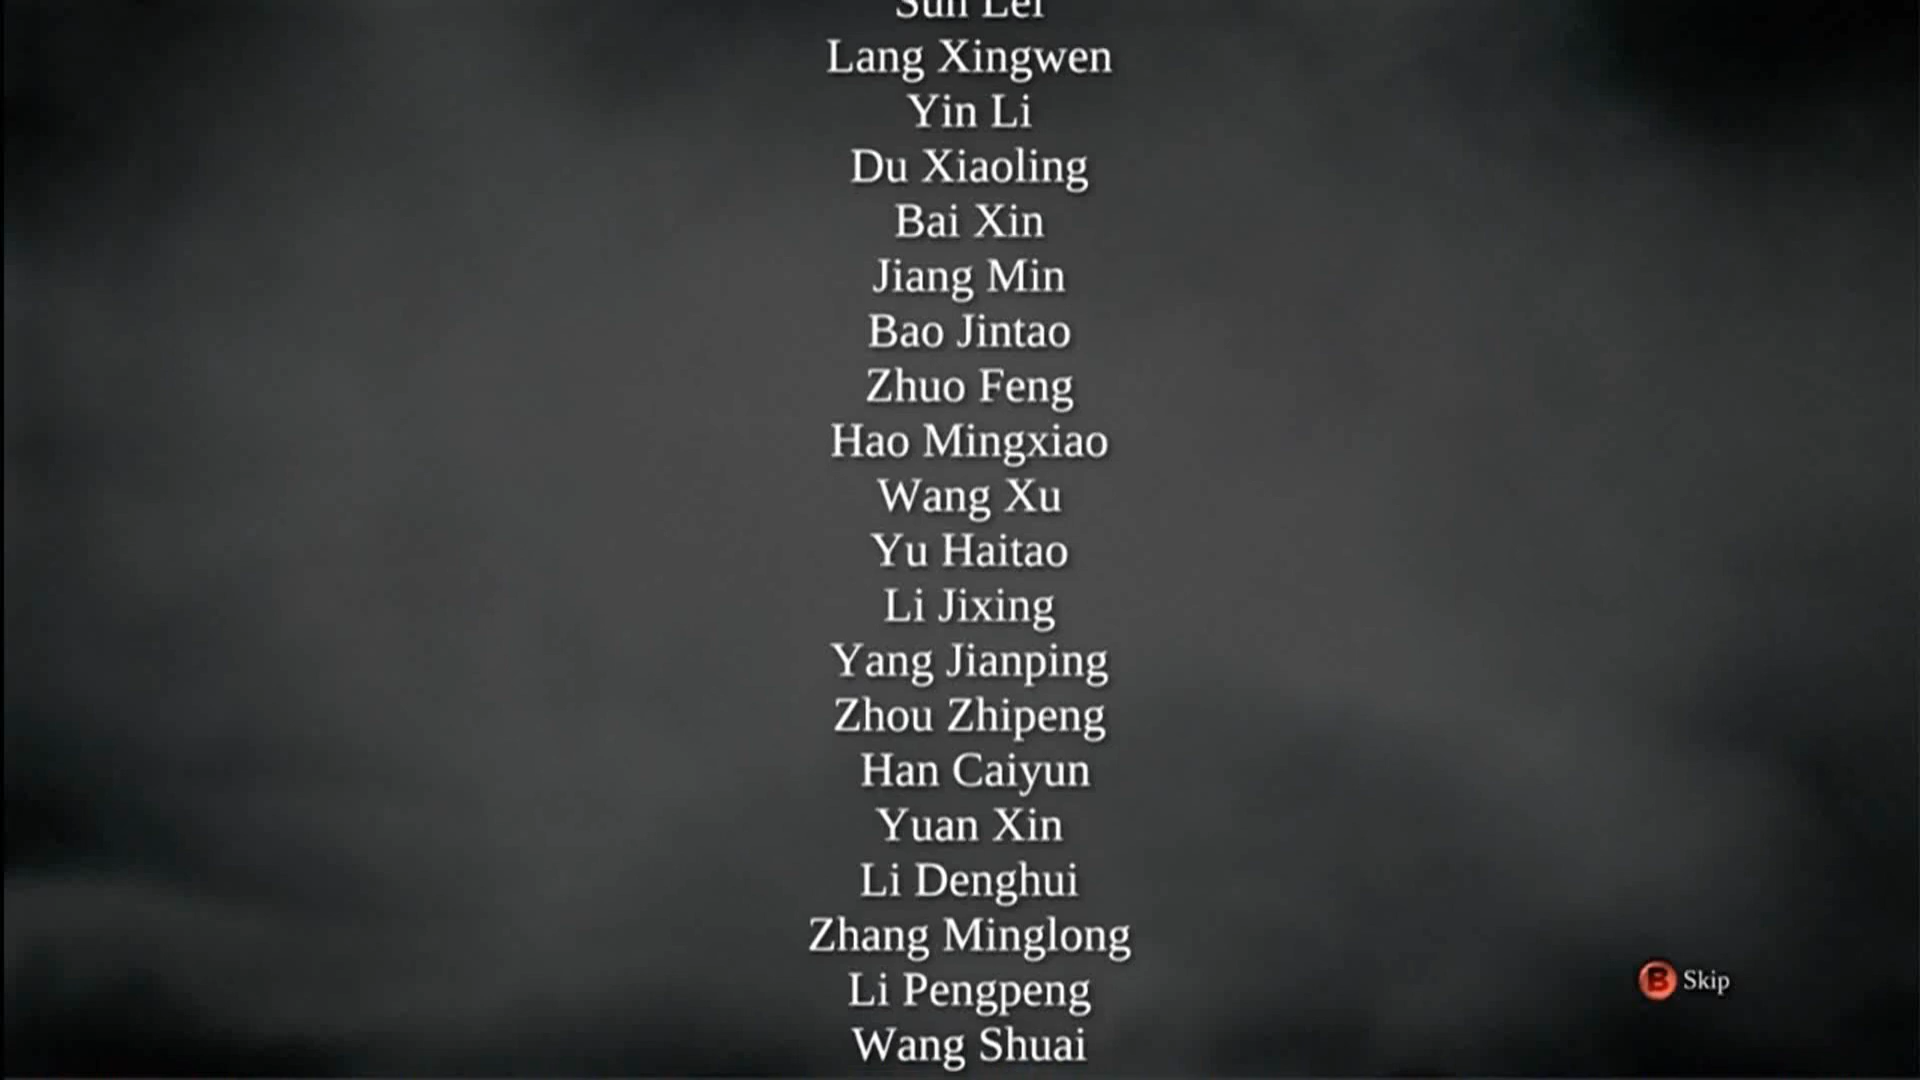 Sun Lei
Lang Xingwen
Yin Li
Du Xiaoling
Bai Xin
Jiang Min
Bao Jintao
Zhuo Feng
Hao Mingxiao
Wang Xu
Yu Haitao
Li Jixing
Yang Jianping
Zhou Zhipeng
Han Caiyun
Yuan Xin
Li Denghui
Zhang Minglong
Li Pengpeng
B Skip
Wang Shuai